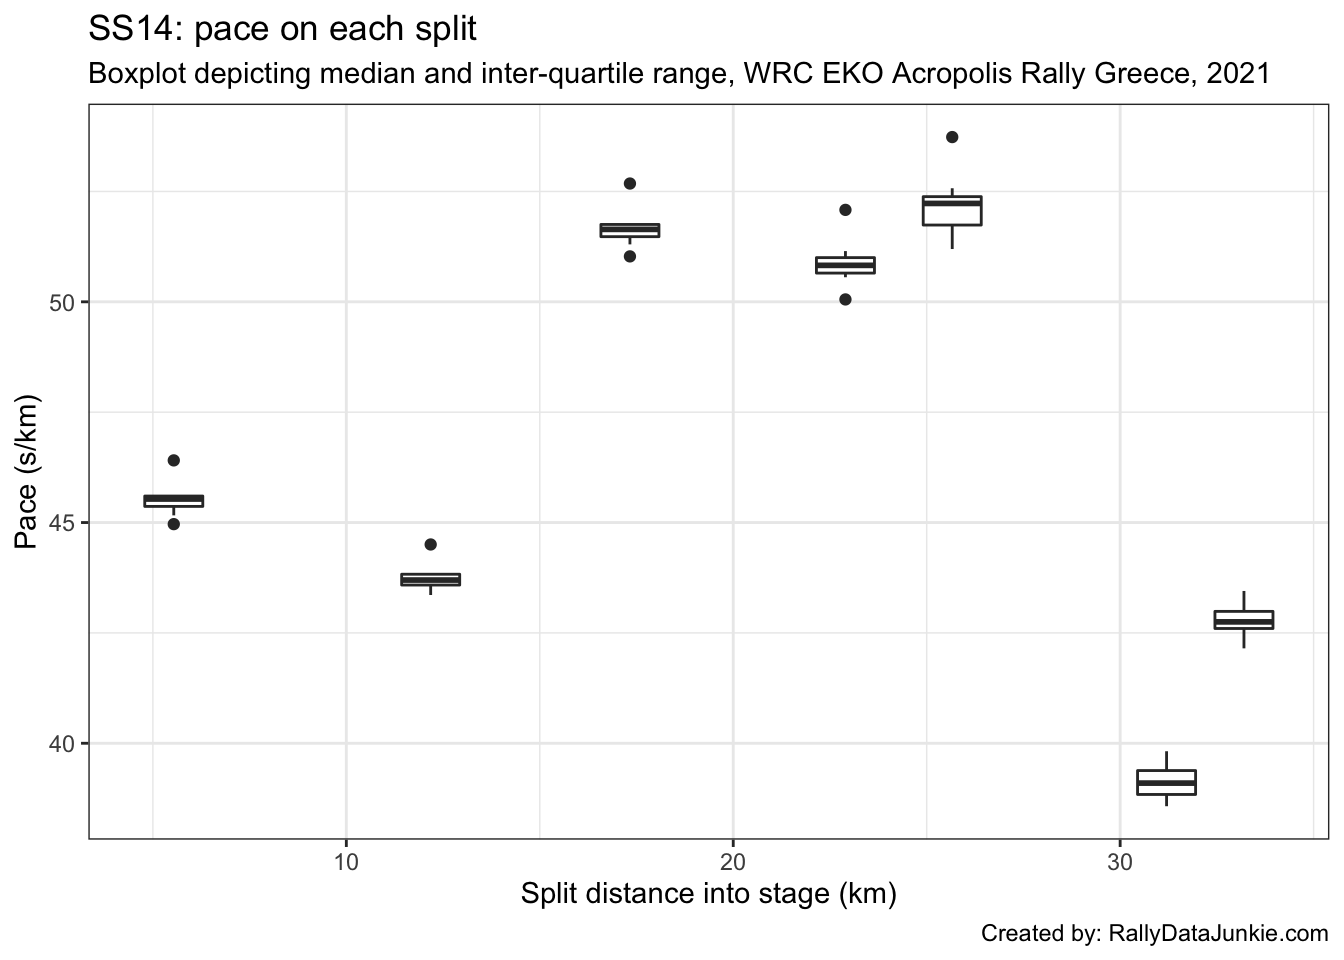 SS14: pace on each split
Boxplot depicting median and inter-quartile range, WRC EKO Acropolis Rally Greece, 2021
Pace (s/km)
50
45
40
10 20 30
Split distance into stage (km)
Created by: RallyDataJunkie.com